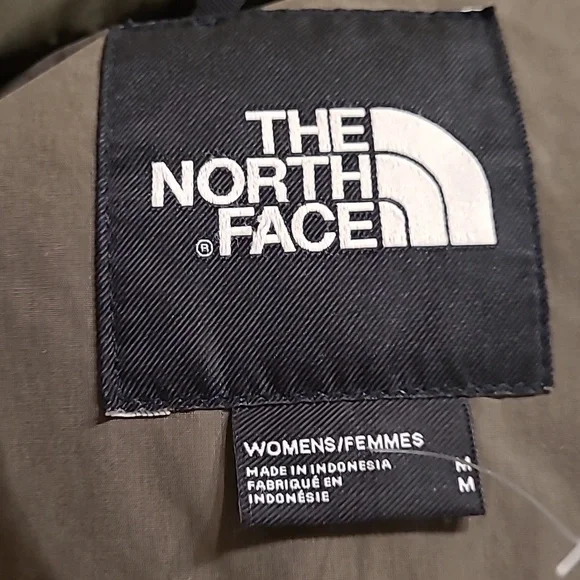 THE
NORTH
FACE
®
WOMENS/FEMMES
MADE IN INDONESIA M
FABRIQUÉ EN M
INDONÉSIE